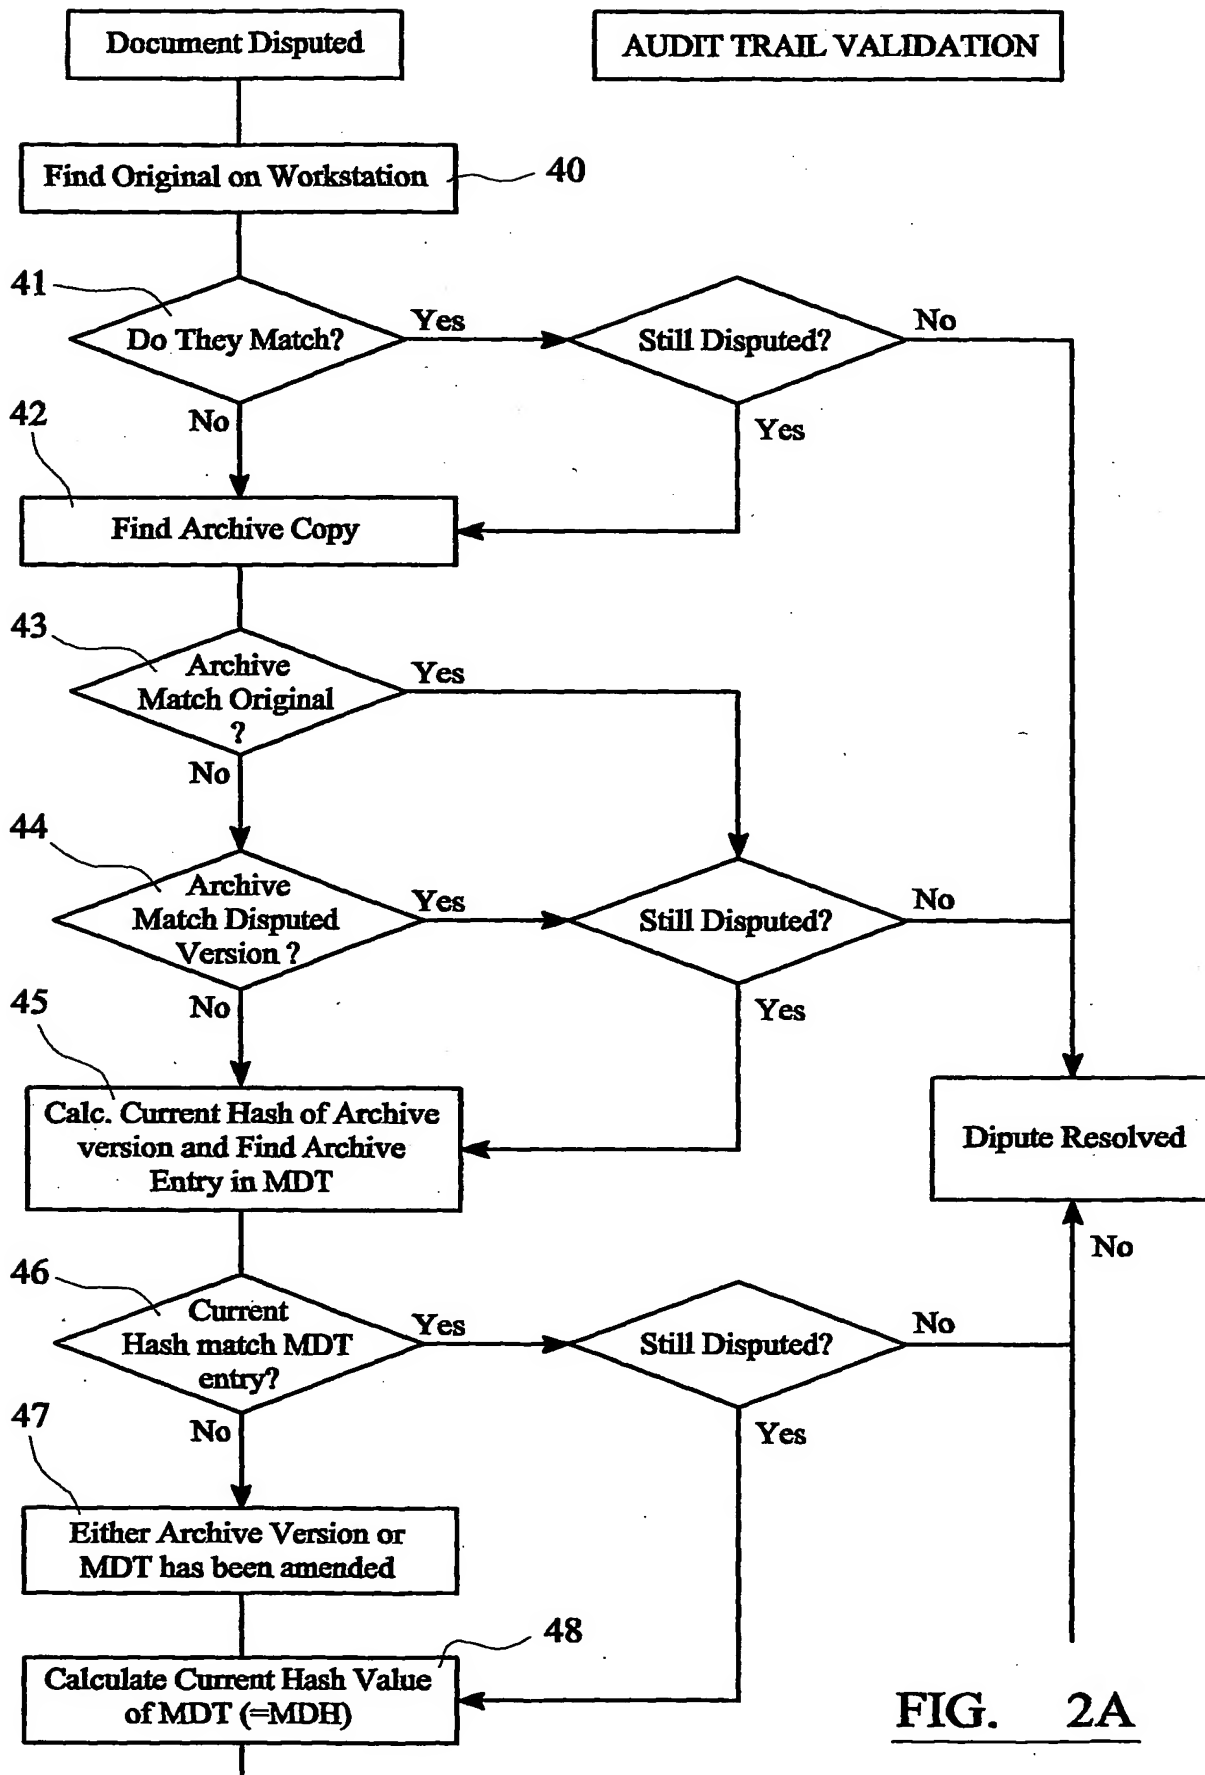 Document Disputed
AUDIT TRAIL VALIDATION
Find Original on Workstation
40
41
Do They Match?
Yes
Still Disputed?
No
No
Yes
42
Find Archive Copy
43
Archive
Match Original
?
Yes
No
44
Archive
Match Disputed
Version ?
Yes
Still Disputed?
No
No
Yes
45
Calc. Current Hash of Archive
version and Find Archive
Entry in MDT
Dipute Resolved
No
46
Current
Hash match MDT
entry?
Yes
Still Disputed?
No
No
Yes
47
Either Archive Version or
MDT has been amended
48
Calculate Current Hash Value
of MDT (=MDH)
FIG. 2A